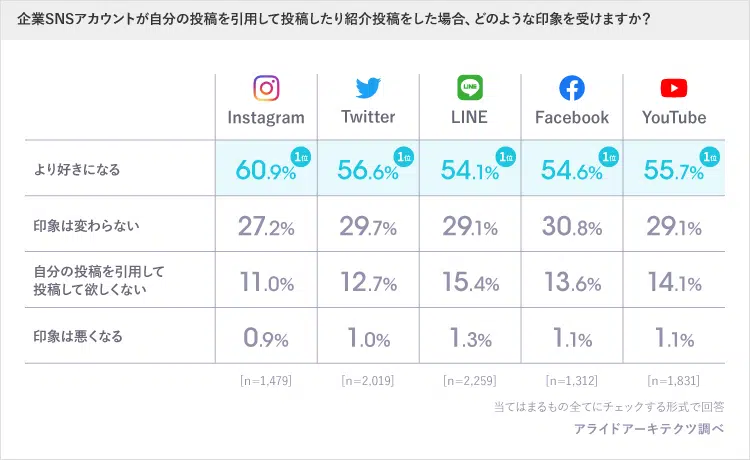 企業SNSアカウントが自分の投稿を引用して投稿したり紹介投稿をした場合、どのような印象を受けますか？
LINE
Instagram Twitter LINE Facebook YouTube
より好きになる 60.9% 1位 56.6% 1位 54.1% 1位 54.6% 1位 55.7% 1位
印象は変わらない 27.2% 29.7% 29.1% 30.8% 29.1%
自分の投稿を引用して
投稿して欲しくない 11.0% 12.7% 15.4% 13.6% 14.1%
印象は悪くなる 0.9% 1.0% 1.3% 1.1% 1.1%
[n=1,479] [n=2,019] [n=2,259] [n=1,312] [n=1,831]
当てはまるもの全てにチェックする形式で回答
アライドアーキテクツ調べ